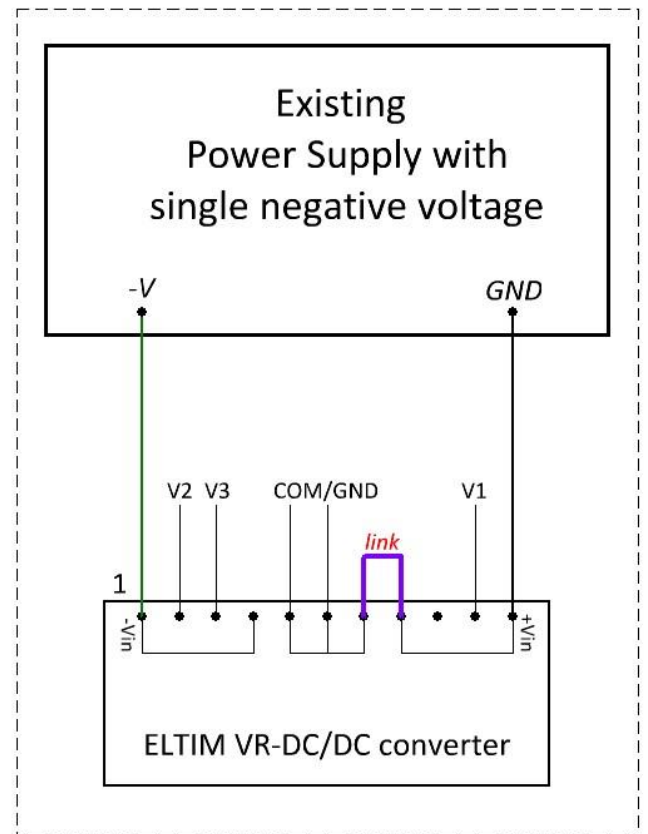 Existing
Power Supply with
single negative voltage
-V
GND
V2 V3 COM/GND V1
link
1
-Vin
+Vin
ELTIM VR-DC/DC converter